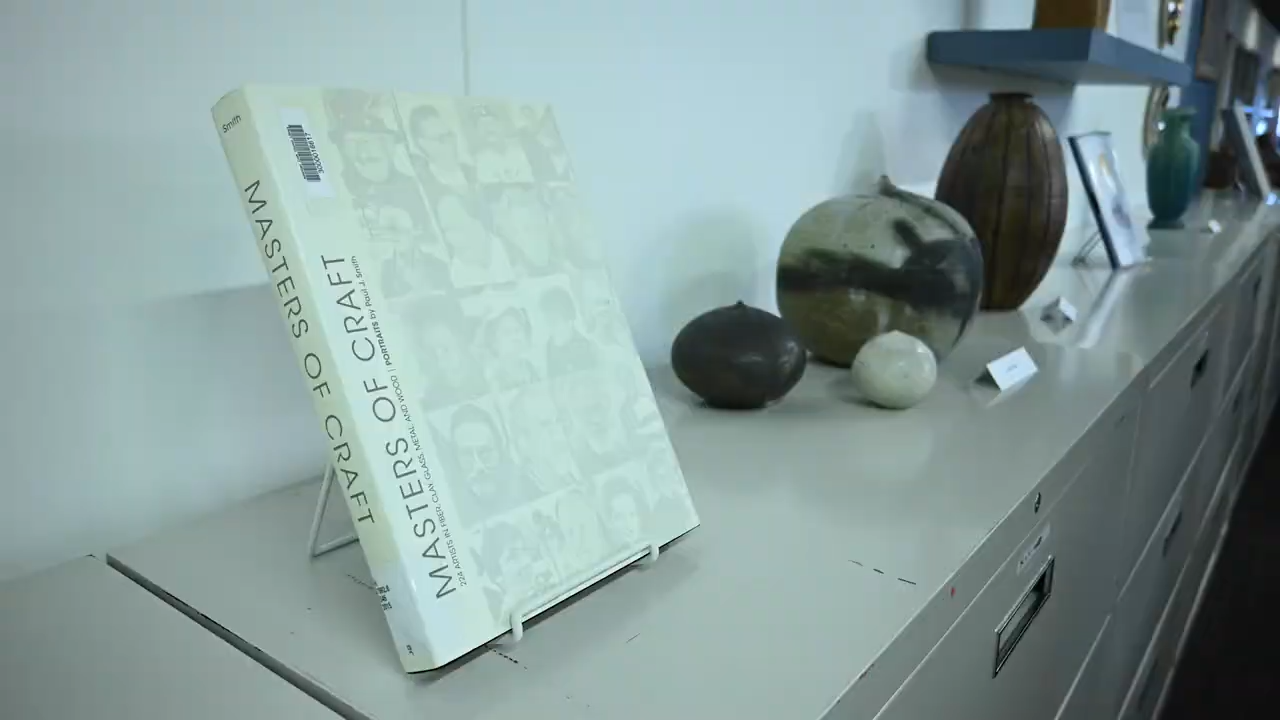 Smith
MASTERS OF CRAFT
MASTERS OF CRAFT
224 ARTISTS IN FIBER, CLAY, GLASS, METAL, AND WOOD | PORTRAITS by Paul J. Smith